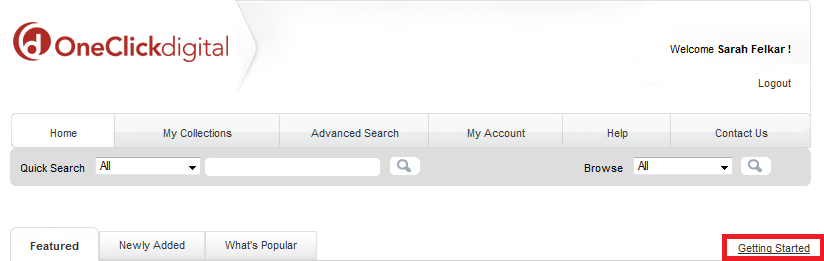 OneClickdigital
Welcome Sarah Felkar !
Logout
Home My Collections Advanced Search My Account Help Contact Us
Quick Search All Browse All
Featured Newly Added What's Popular Getting Started